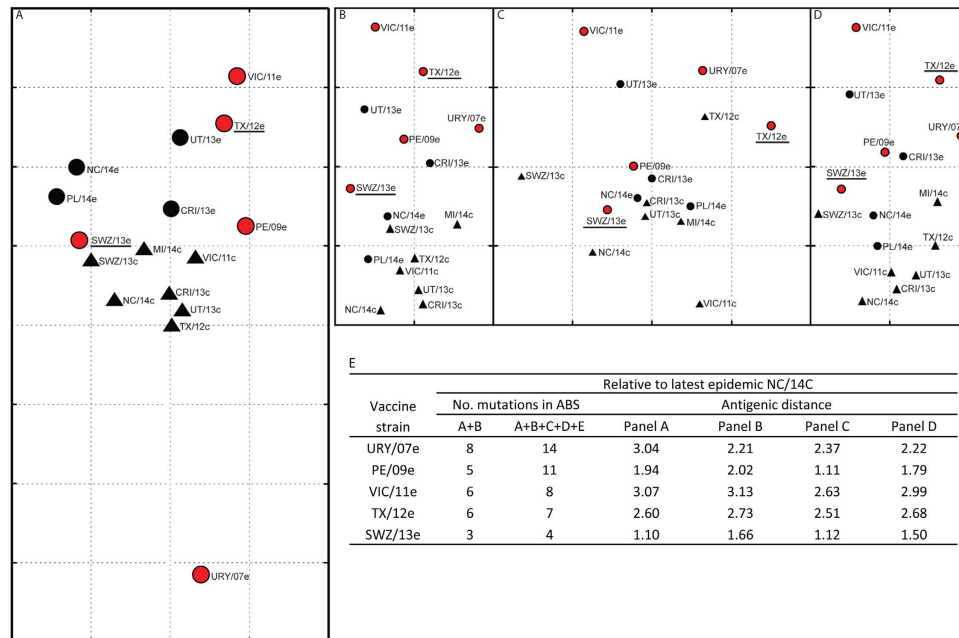 A
VIC/11e
TX/12e
UT/13e
NC/14e
PL/14e
CRI/13e
PE/09e
SWZ/13e
MI/14c
SWZ/13c
VIC/11c
NC/14c
CRI/13c
UT/13c
TX/12c
URY/07e
B
VIC/11e
TX/12e
UT/13e
URY/07e
PE/09e
CRI/13e
SWZ/13e
NC/14e
MI/14c
SWZ/13c
PL/14e
TX/12c
VIC/11c
UT/13c
NC/14c
CRI/13c
C
VIC/11e
URY/07e
UT/13e
TX/12c
TX/12e
PE/09e
SWZ/13c
CRI/13e
NC/14e
CRI/13c
PL/14e
SWZ/13e
UT/13c
MI/14c
NC/14c
VIC/11c
D
VIC/11e
TX/12e
UT/13e
URY/07
PE/09e
CRI/13e
SWZ/13e
MI/14c
SWZ/13c
NC/14e
TX/12c
PL/14e
VIC/11c
UT/13c
CRI/13c
NC/14c
E
Relative to latest epidemic NC/14C
Vaccine strain No. mutations in ABS Antigenic distance
A+B A+B+C+D+E Panel A Panel B Panel C Panel D
URY/07e 8 14 3.04 2.21 2.37 2.22
PE/09e 5 11 1.94 2.02 1.11 1.79
VIC/11e 6 8 3.07 3.13 2.63 2.99
TX/12e 6 7 2.60 2.73 2.51 2.68
SWZ/13e 3 4 1.10 1.66 1.12 1.50